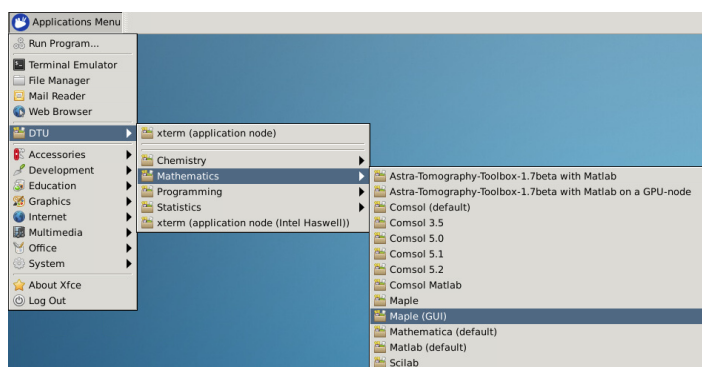 Applications Menu
Run Program...
Terminal Emulator
File Manager
Mail Reader
Web Browser
DTU
Accessories
Development
Education
Graphics
Internet
Multimedia
Office
System
About Xfce
Log Out
xterm (application node)
Chemistry
Mathematics
Programming
Statistics
xterm (application node (Intel Haswell))
Astra-Tomography-Toolbox-1.7beta with Matlab
Astra-Tomography-Toolbox-1.7beta with Matlab on a GPU-node
Comsol (default)
Comsol 3.5
Comsol 5.0
Comsol 5.1
Comsol 5.2
Comsol Matlab
Maple
Maple (GUI)
Mathematica (default)
Matlab (default)
Scilab